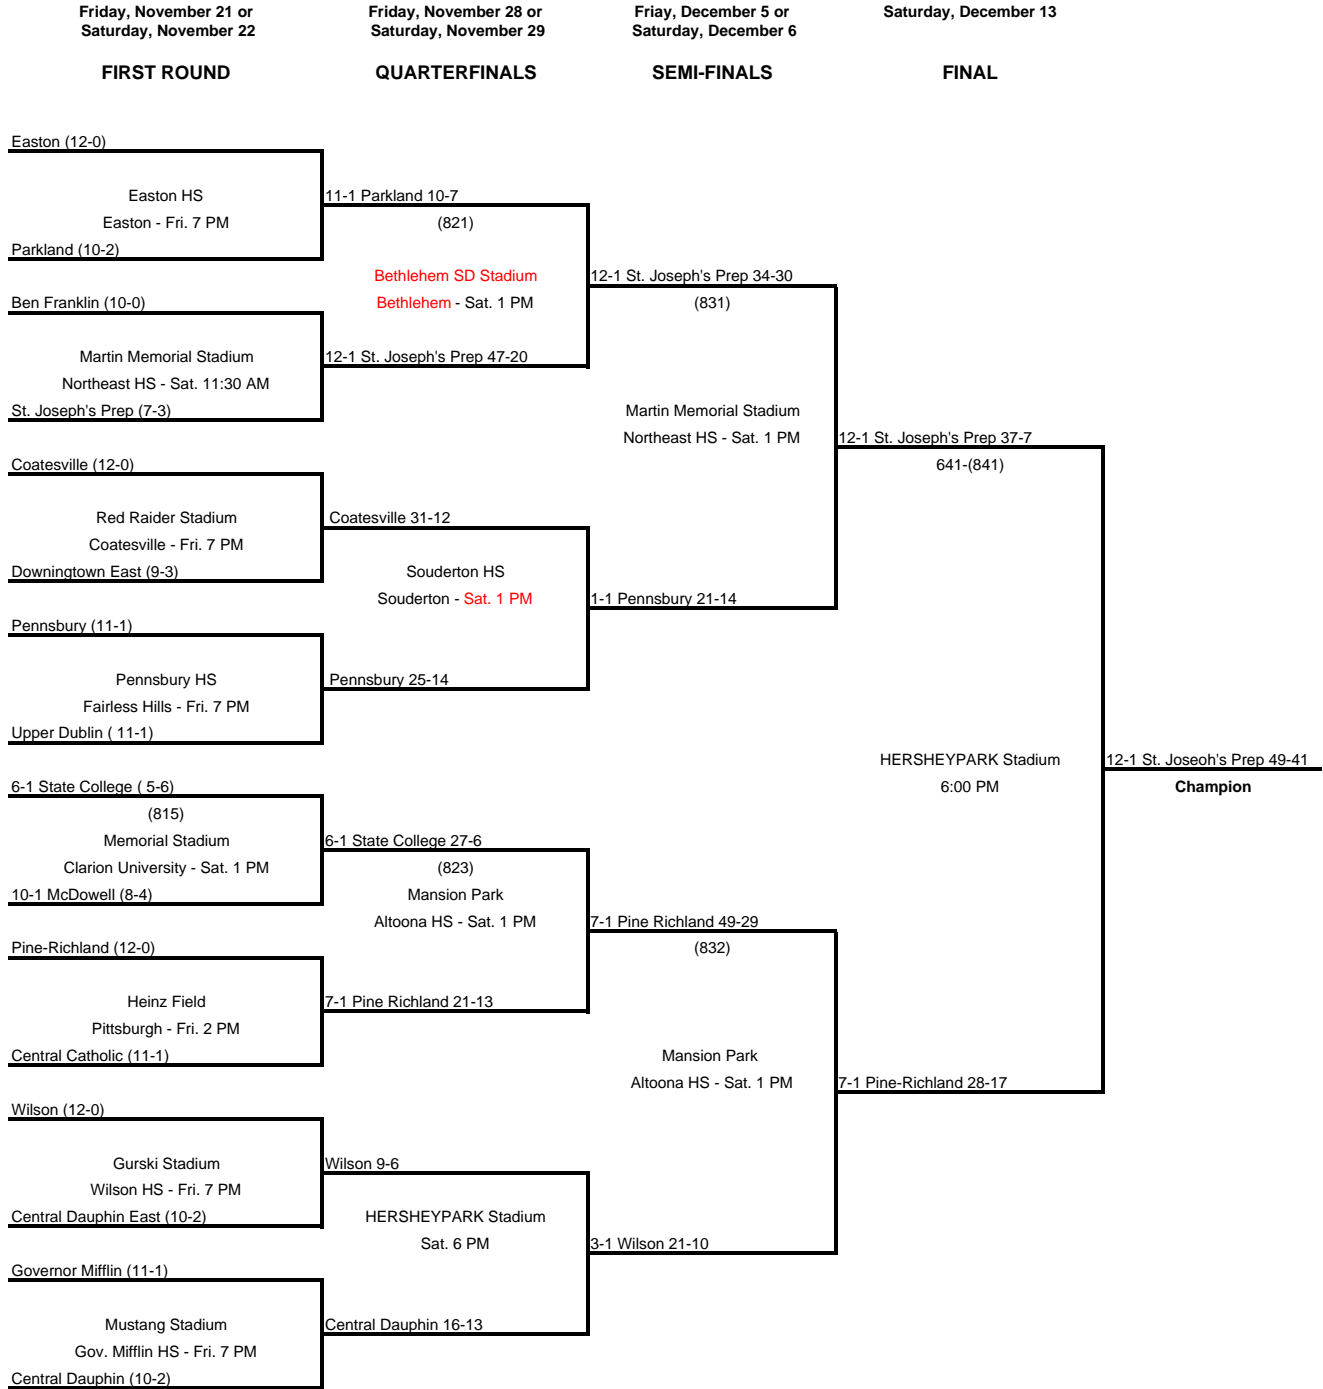 Friday, November 21 or
Saturday, November 22
Friday, November 28 or
Saturday, November 29
Friay, December 5 or
Saturday, December 6
Saturday, December 13
FIRST ROUND
QUARTERFINALS
SEMI-FINALS
FINAL
Easton (12-0)
Easton HS
Easton - Fri. 7 PM
Parkland (10-2)
Ben Franklin (10-0)
Martin Memorial Stadium
Northeast HS - Sat. 11:30 AM
St. Joseph's Prep (7-3)
Coatesville (12-0)
Red Raider Stadium
Coatesville - Fri. 7 PM
Downingtown East (9-3)
Pennsbury (11-1)
Pennsbury HS
Fairless Hills - Fri. 7 PM
Upper Dublin ( 11-1)
6-1 State College ( 5-6)
(815)
Memorial Stadium
Clarion University - Sat. 1 PM
10-1 McDowell (8-4)
Pine-Richland (12-0)
Heinz Field
Pittsburgh - Fri. 2 PM
Central Catholic (11-1)
Wilson (12-0)
Gurski Stadium
Wilson HS - Fri. 7 PM
Central Dauphin East (10-2)
Governor Mifflin (11-1)
Mustang Stadium
Gov. Mifflin HS - Fri. 7 PM
Central Dauphin (10-2)
11-1 Parkland 10-7
(821)
Bethlehem SD Stadium
Bethlehem - Sat. 1 PM
12-1 St. Joseph's Prep 47-20
Coatesville 31-12
Souderton HS
Souderton - Sat. 1 PM
Pennsbury 25-14
6-1 State College 27-6
(823)
Mansion Park
Altoona HS - Sat. 1 PM
7-1 Pine Richland 21-13
Wilson 9-6
HERSHEYPARK Stadium
Sat. 6 PM
Central Dauphin 16-13
12-1 St. Joseph's Prep 34-30
(831)
Martin Memorial Stadium
Northeast HS - Sat. 1 PM
1-1 Pennsbury 21-14
7-1 Pine Richland 49-29
(832)
Mansion Park
Altoona HS - Sat. 1 PM
3-1 Wilson 21-10
12-1 St. Joseph's Prep 37-7
641-(841)
HERSHEYPARK Stadium
6:00 PM
7-1 Pine-Richland 28-17
12-1 St. Joseoh's Prep 49-41
Champion